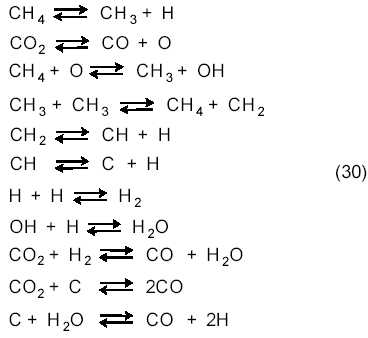 CH₄ ⇌ CH₃ + H
CO₂ ⇌ CO + O
CH₄ + O ⇌ CH₃ + OH
CH₃ + CH₃ ⇌ CH₄ + CH₂
CH₂ ⇌ CH + H
CH ⇌ C + H
(30)
H + H ⇌ H₂
OH + H ⇌ H₂O
CO₂ + H₂ ⇌ CO + H₂O
CO₂ + C ⇌ 2CO
C + H₂O ⇌ CO + 2H